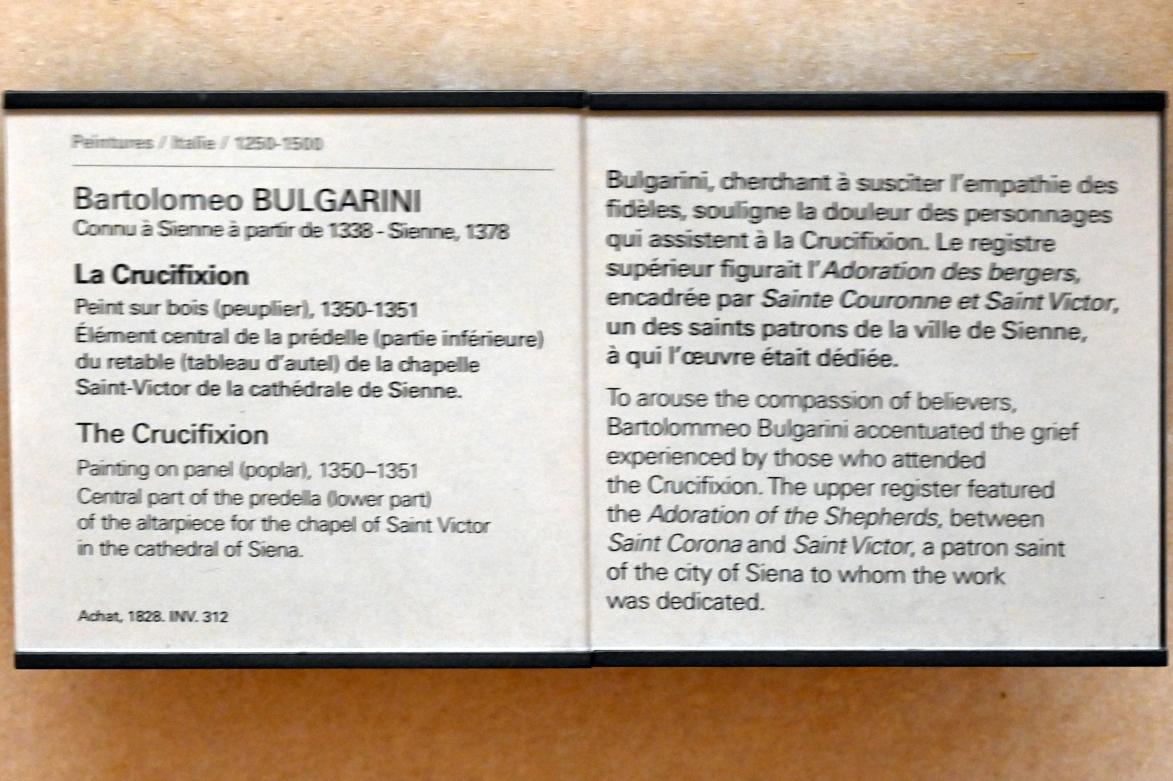 Peintures / Italie / 1250-1500
Bartolomeo BULGARINI
Connu à Sienne à partir de 1338 - Sienne, 1378
La Crucifixion
Peint sur bois (peuplier), 1350-1351
Élément central de la prédelle (partie inférieure)
du retable (tableau d'autel) de la chapelle
Saint-Victor de la cathédrale de Sienne.
The Crucifixion
Painting on panel (poplar), 1350–1351
Central part of the predella (lower part)
of the altarpiece for the chapel of Saint Victor
in the cathedral of Siena.
Achat, 1828. INV. 312
Bulgarini, cherchant à susciter l'empathie des
fidèles, souligne la douleur des personnages
qui assistent à la Crucifixion. Le registre
supérieur figurait l'Adoration des bergers,
encadrée par Sainte Couronne et Saint Victor,
un des saints patrons de la ville de Sienne,
à qui l'œuvre était dédiée.
To arouse the compassion of believers,
Bartolommeo Bulgarini accentuated the grief
experienced by those who attended
the Crucifixion. The upper register featured
the Adoration of the Shepherds, between
Saint Corona and Saint Victor, a patron saint
of the city of Siena to whom the work
was dedicated.